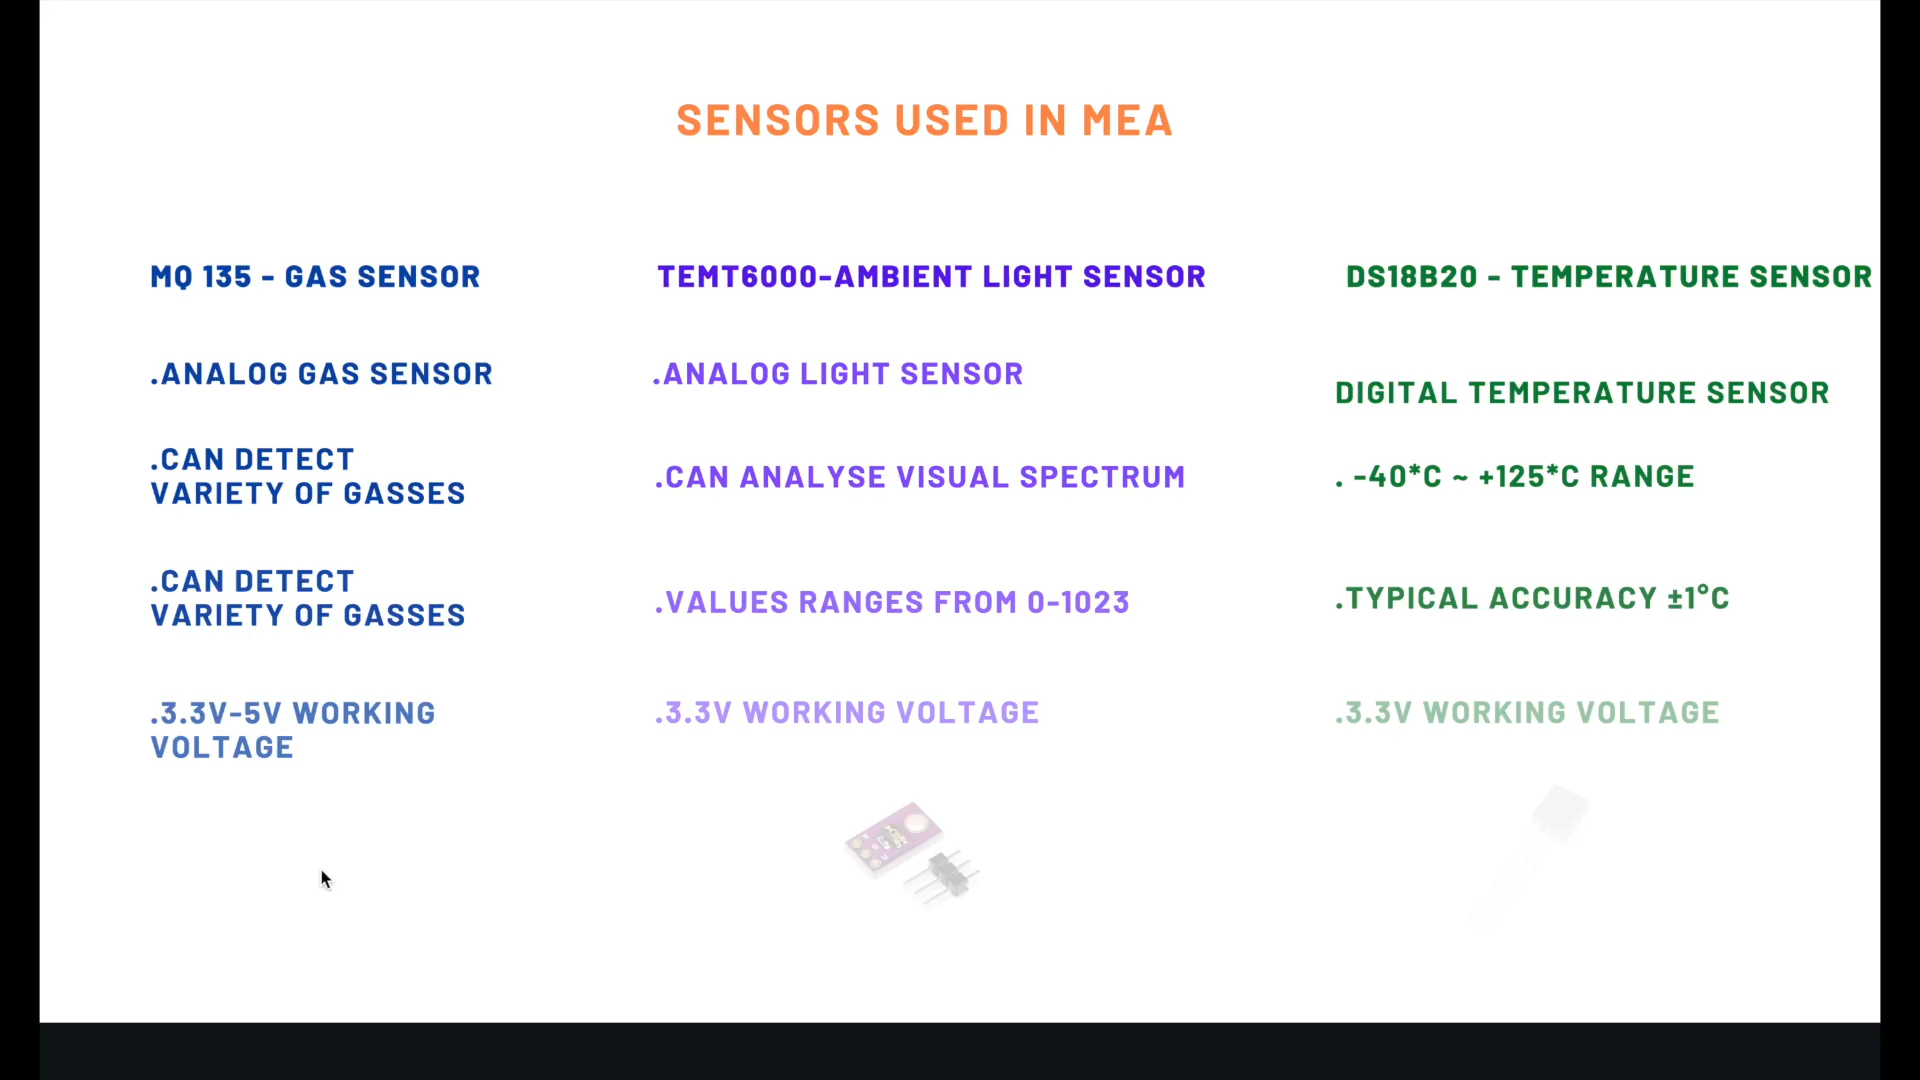 SENSORS USED IN MEA
MQ 135 - GAS SENSOR
.ANALOG GAS SENSOR
.CAN DETECT
VARIETY OF GASSES
.CAN DETECT
VARIETY OF GASSES
.3.3V-5V WORKING
VOLTAGE
TEMT6000-AMBIENT LIGHT SENSOR
.ANALOG LIGHT SENSOR
.CAN ANALYSE VISUAL SPECTRUM
.VALUES RANGES FROM 0-1023
.3.3V WORKING VOLTAGE
DS18B20 - TEMPERATURE SENSOR
DIGITAL TEMPERATURE SENSOR
. -40*C ~ +125*C RANGE
.TYPICAL ACCURACY ±1°C
.3.3V WORKING VOLTAGE